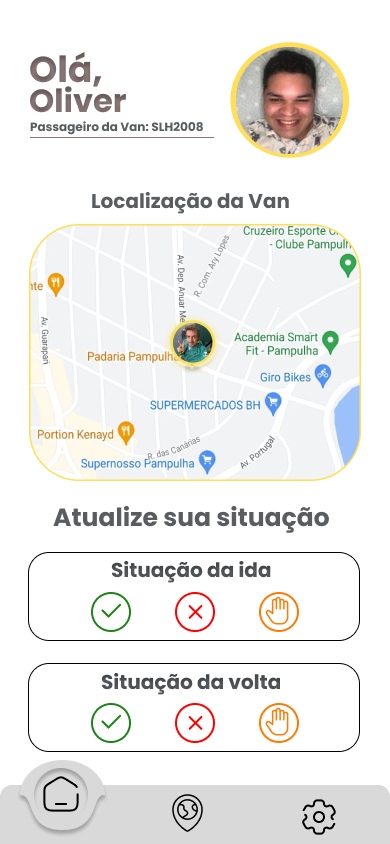 Olá,
Oliver
Passageiro da Van: SLH2008
Localização da Van
Cruzeiro Esporte C
- Clube Pampulh
R. Com. Ary Lopes
Av. Dep. Anuar Me
nte
Av. Guarapari
Academia Smart
Fit - Pampulha
Padaria Pampulha
Giro Bikes
SUPERMERCADOS BH
Portion Kenayd
R. das Canárias
Av. Portugal
Supernosso Pampulha
Atualize sua situação
Situação da ida
Situação da volta